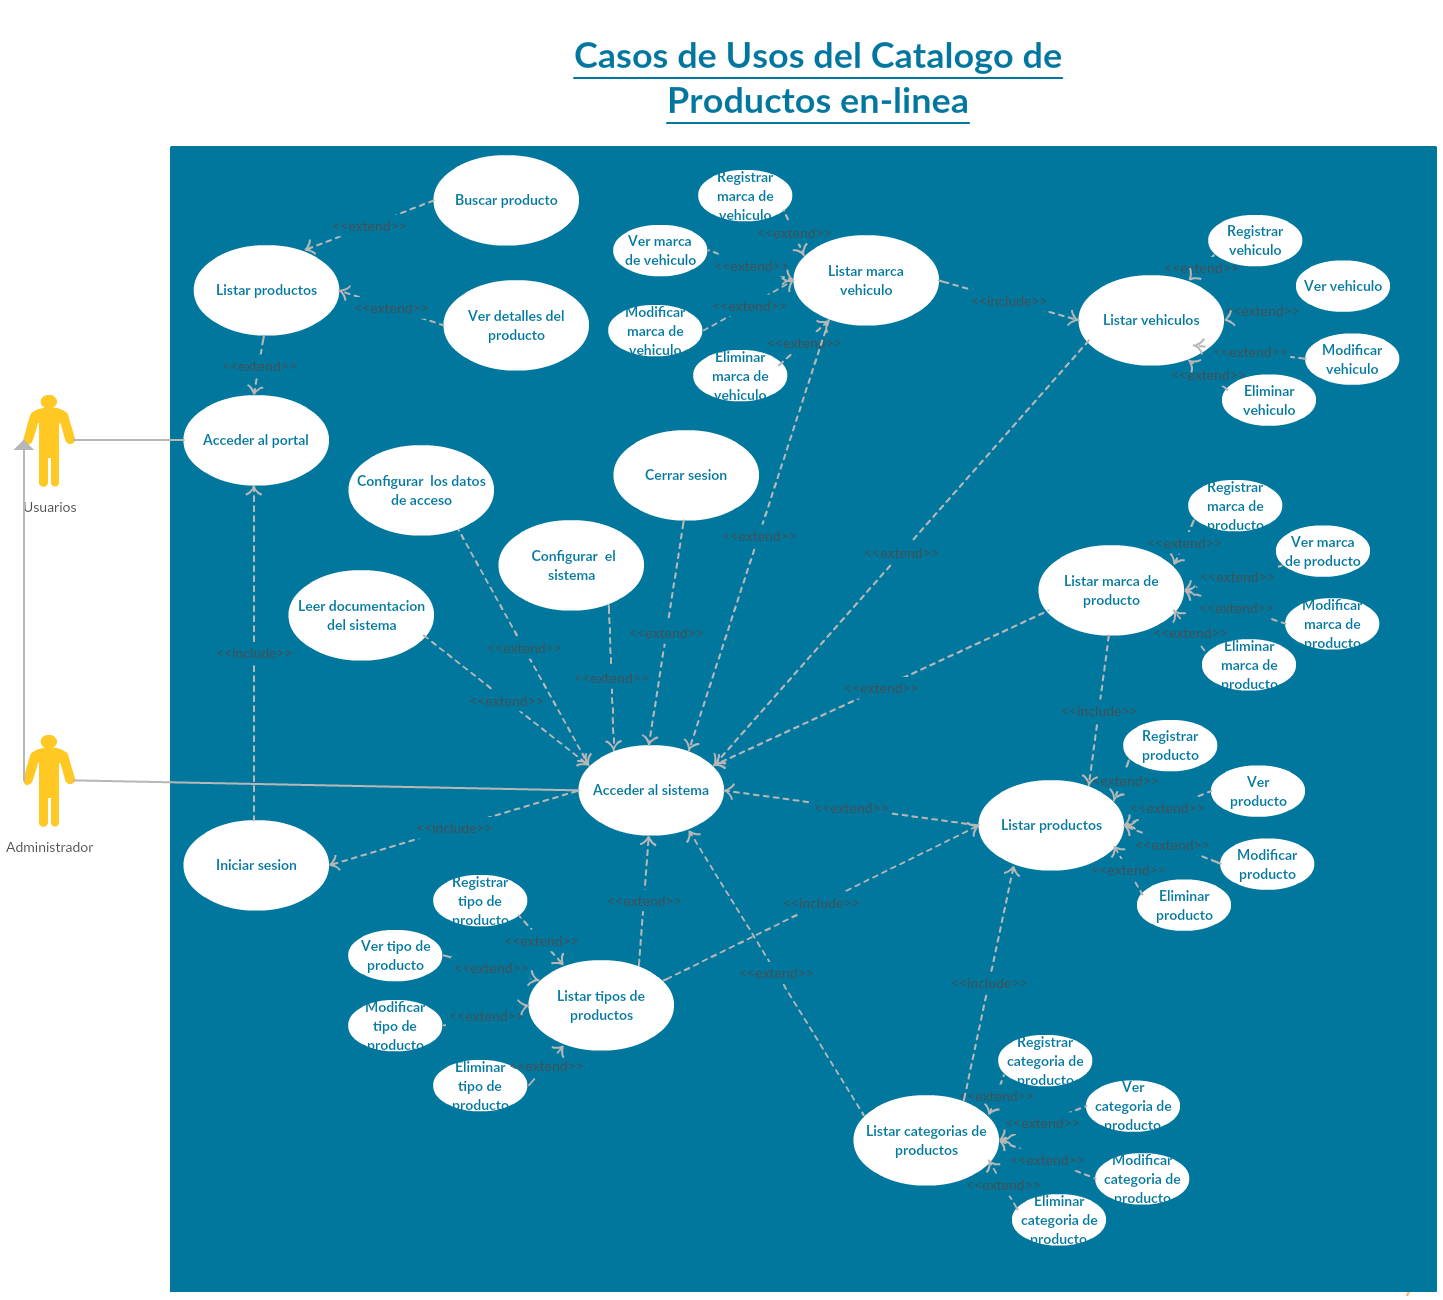 Casos de Usos del Catalogo de
Productos en-linea
Buscar producto
<<extend>>
Listar productos
<<extend>>
Ver detalles del
producto
<<extend>>
Acceder al portal
Usuarios
Registrar
marca de
vehiculo
<<extend>>
Ver marca
de vehiculo
<<extend>>
Modificar
marca de
vehiculo
<<extend>>
Eliminar
marca de
vehiculo
<<extend>>
Listar marca
vehiculo
<<include>>
Listar vehiculos
Registrar
vehiculo
<<extend>>
Ver vehiculo
<<extend>>
Modificar
vehiculo
<<extend>>
Eliminar
vehiculo
<<extend>>
Configurar  los datos
de acceso
Cerrar sesion
Configurar  el
sistema
Leer documentacion
del sistema
<<extend>>
<<extend>>
<<include>>
<<extend>>
<<extend>>
<<extend>>
<<extend>>
<<extend>>
Registrar
marca de
producto
<<extend>>
Ver marca
de producto
<<extend>>
Listar marca de
producto
Modificar
marca de
producto
<<extend>>
Eliminar
marca de
producto
<<extend>>
<<include>>
Administrador
Acceder al sistema
<<extend>>
<<include>>
Iniciar sesion
Registrar
producto
<<extend>>
Ver
producto
<<extend>>
Listar productos
Modificar
producto
<<extend>>
Eliminar
producto
<<extend>>
Registrar
tipo de
producto
<<extend>>
Ver tipo de
producto
<<extend>>
Modificar
tipo de
producto
<<extend>>
Eliminar
tipo de
producto
<<extend>>
Listar tipos de
productos
<<extend>>
<<include>>
<<extend>>
<<include>>
Registrar
categoria de
producto
<<extend>>
Ver
categoria de
producto
<<extend>>
Listar categorias de
productos
Modificar
categoria de
producto
<<extend>>
Eliminar
categoria de
producto
<<extend>>